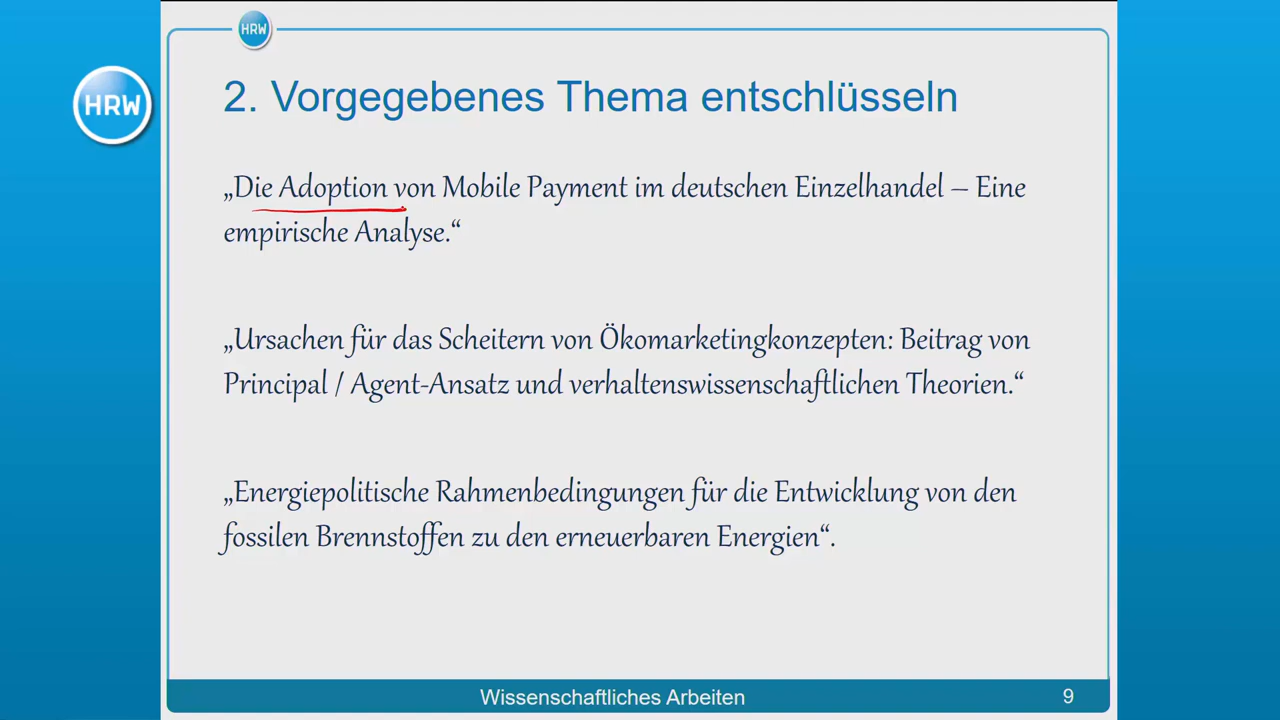 HRW
HRW
2. Vorgegebenes Thema entschlüsseln
„Die Adoption von Mobile Payment im deutschen Einzelhandel – Eine
empirische Analyse.“
„Ursachen für das Scheitern von Ökomarketingkonzepten: Beitrag von
Principal / Agent-Ansatz und verhaltenswissenschaftlichen Theorien.“
„Energiepolitische Rahmenbedingungen für die Entwicklung von den
fossilen Brennstoffen zu den erneuerbaren Energien“.
Wissenschaftliches Arbeiten
9